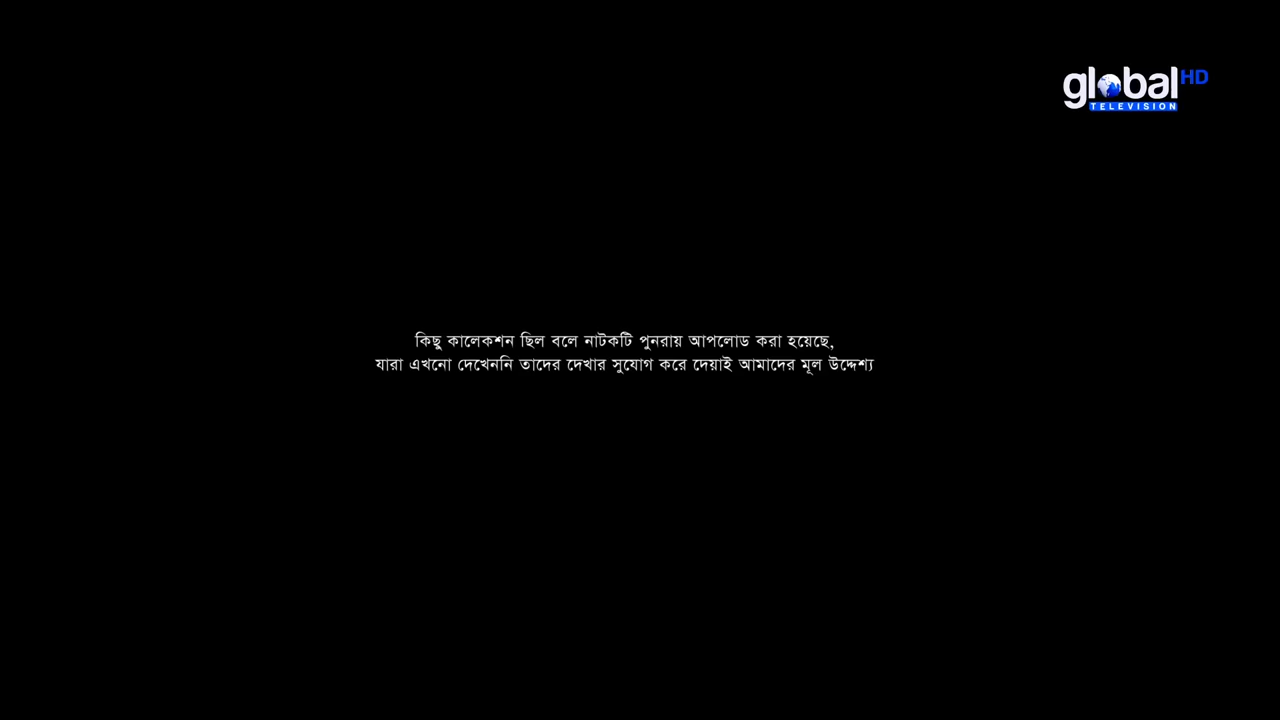 global HD
TELEVISION
কিছু কালেকশন ছিল বলে নাটকটি পুনরায় আপলোড করা হয়েছে,
যারা এখনো দেখেননি তাদের দেখার সুযোগ করে দেয়াই আমাদের মূল উদ্দেশ্য